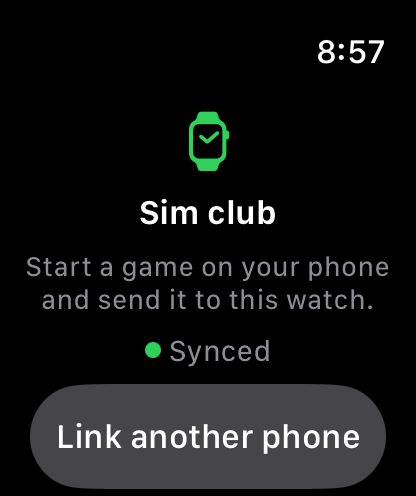 8:57
Sim club
Start a game on your phone
and send it to this watch.
Synced
Link another phone